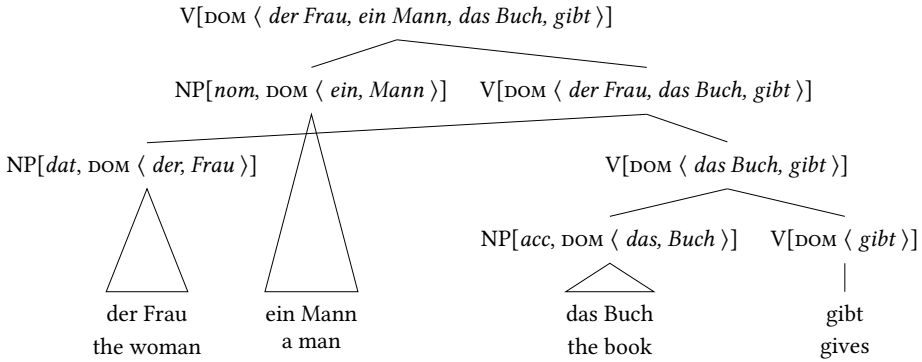 V[DOM ⟨ der Frau, ein Mann, das Buch, gibt ⟩]
NP[nom, DOM ⟨ ein, Mann ⟩] V[DOM ⟨ der Frau, das Buch, gibt ⟩]
NP[dat, DOM ⟨ der, Frau ⟩] V[DOM ⟨ das Buch, gibt ⟩]
NP[acc, DOM ⟨ das, Buch ⟩] V[DOM ⟨ gibt ⟩]
der Frau ein Mann das Buch gibt
the woman a man the book gives